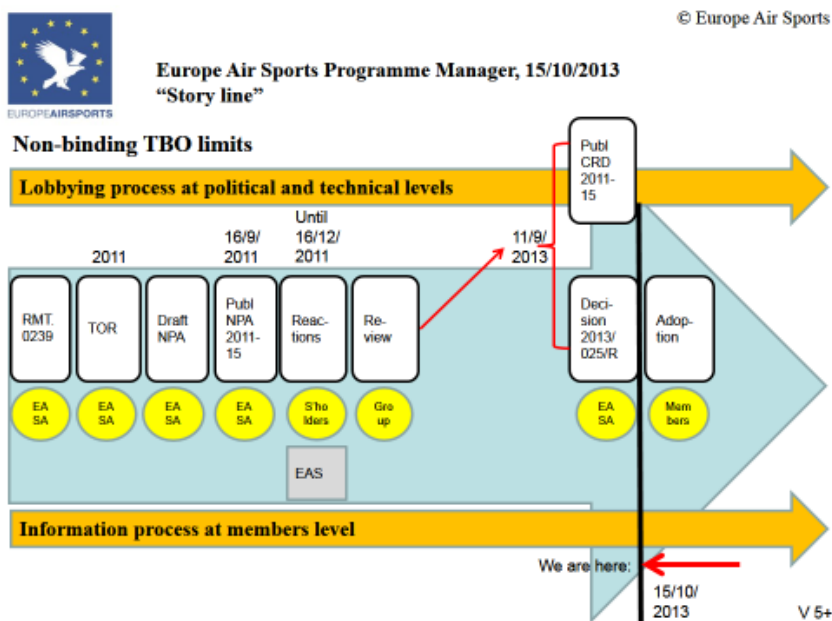 © Europe Air Sports
EUROPEAIRSPORTS
Europe Air Sports Programme Manager, 15/10/2013
“Story line”
Non-binding TBO limits
Publ
CRD
2011-
15
Lobbying process at political and technical levels
2011
16/9/
2011
Until
16/12/
2011
11/9/
2013
RMT.
0239
TOR
Draft
NPA
Publ
NPA
2011-
15
Reac-
tions
Re-
view
Deci-
sion
2013/
025/R
Adop-
tion
EA
SA
EA
SA
EA
SA
EA
SA
S'ho
lders
Gro
up
EA
SA
Mem
bers
EAS
Information process at members level
We are here:
15/10/
2013
V 5+